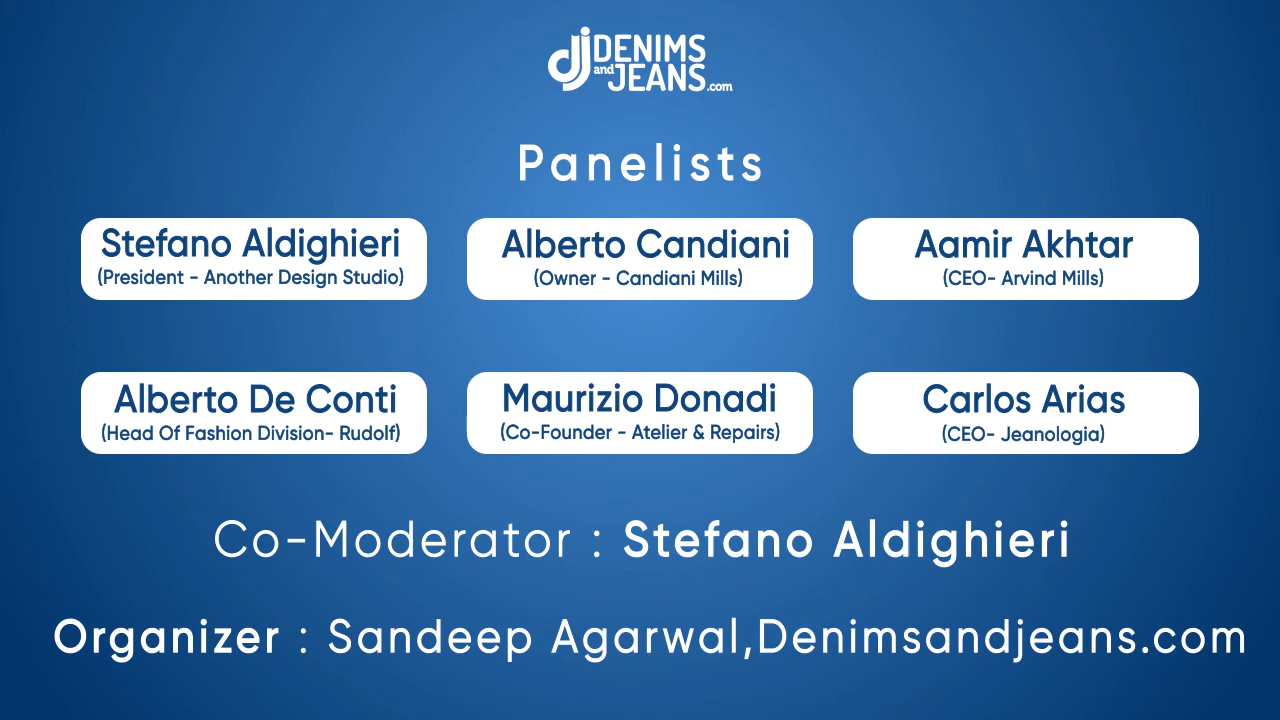 dj DENIMS
and JEANS.com
Panelists
Stefano Aldighieri
(President - Another Design Studio)
Alberto Candiani
(Owner - Candiani Mills)
Aamir Akhtar
(CEO- Arvind Mills)
Alberto De Conti
(Head Of Fashion Division- Rudolf)
Maurizio Donadi
(Co-Founder - Atelier & Repairs)
Carlos Arias
(CEO- Jeanologia)
Co-Moderator : Stefano Aldighieri
Organizer : Sandeep Agarwal,Denimsandjeans.com